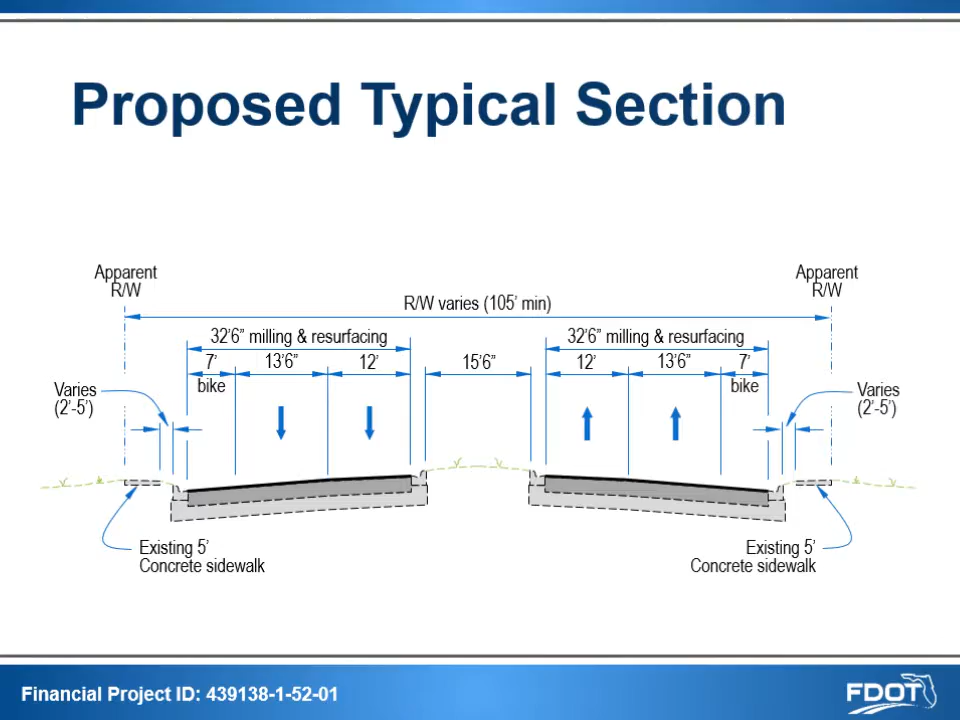 Proposed Typical Section
Apparent
R/W
Apparent
R/W
R/W varies (105’ min)
32’6” milling & resurfacing
32’6” milling & resurfacing
7’
13’6”
12’
15’6”
12’
13’6”
7’
bike
bike
Varies
(2’-5’)
Varies
(2’-5’)
Existing 5’
Concrete sidewalk
Existing 5’
Concrete sidewalk
Financial Project ID: 439138-1-52-01
FDOT